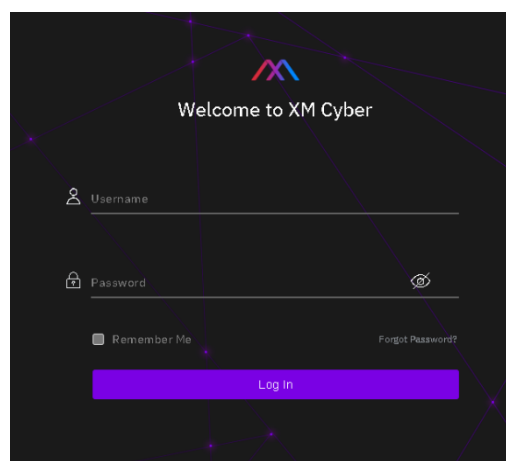 Welcome to XM Cyber
Username
Password
Remember Me
Forgot Password?
Log In